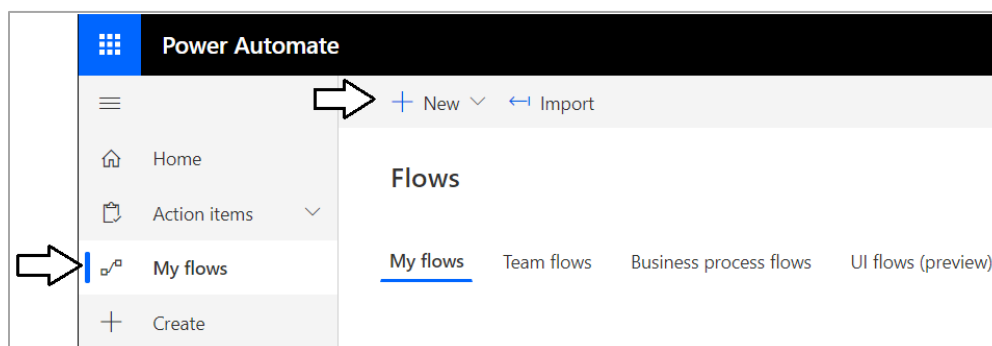 Power Automate
New Import
Home
Flows
Action items
My flows
My flows Team flows Business process flows UI flows (preview)
Create